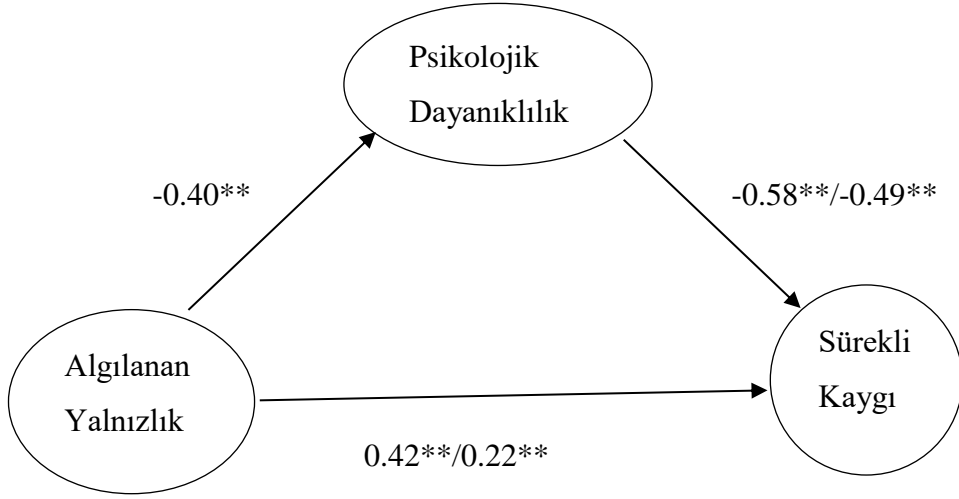 Psikolojik
Dayanıklılık
-0.40**
-0.58**/-0.49**
Algılanan
Yalnızlık
Sürekli
Kaygı
0.42**/0.22**